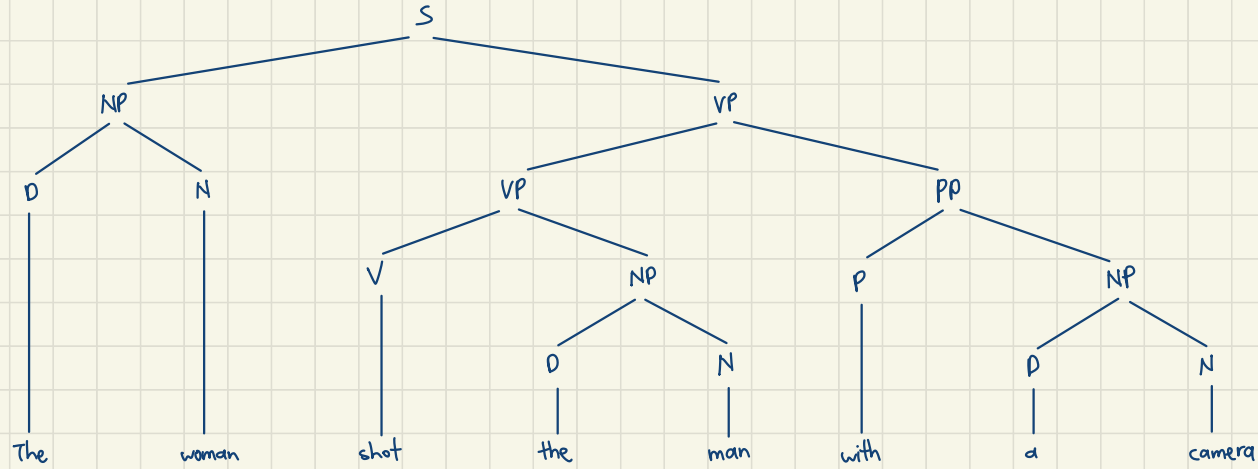 S
NP VP
D N VP PP
V NP P NP
D N D N
The woman shot the man with a camera